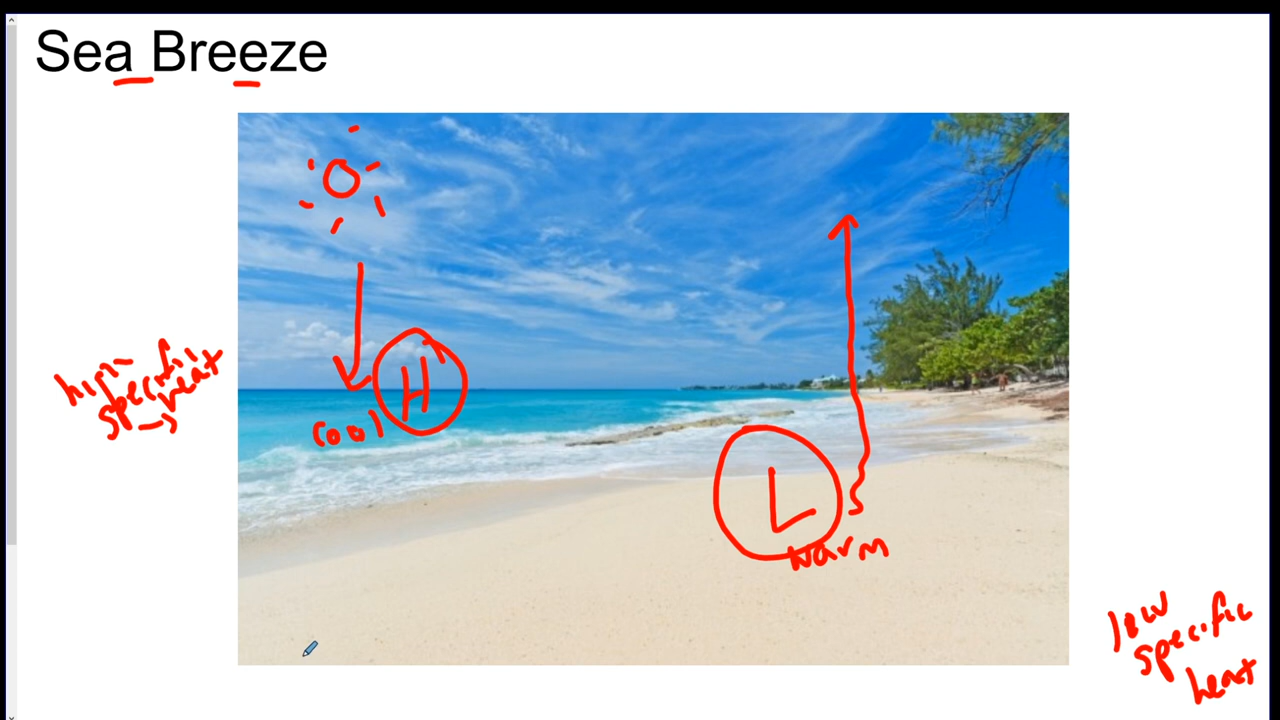 Sea Breeze
high
specific
heat
Cool
H
L
warm
low
specific
heat